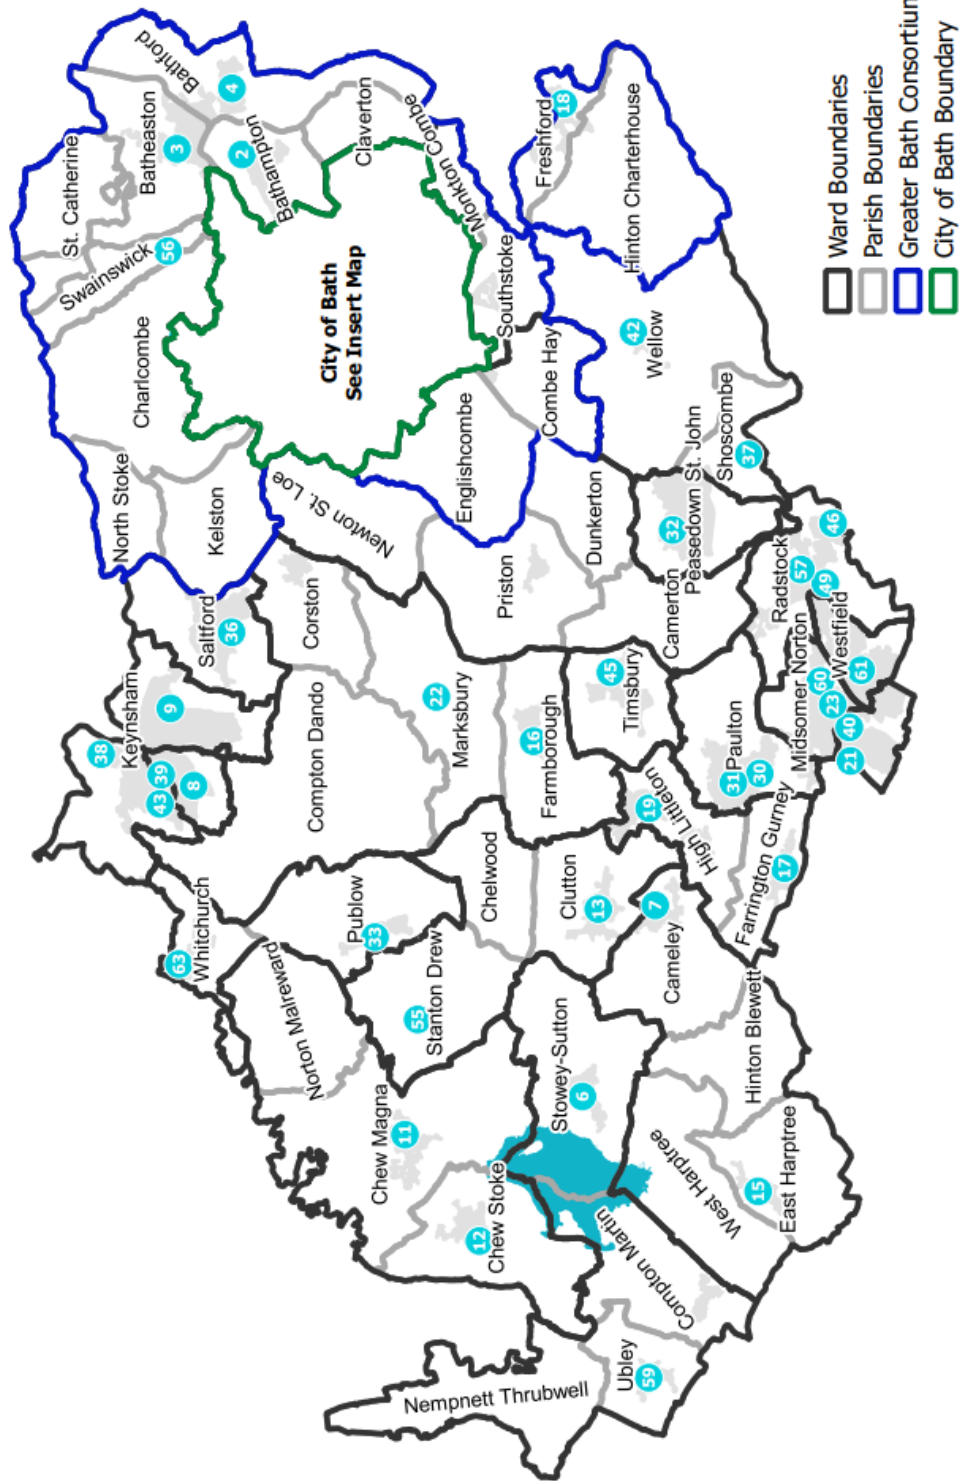 Nempnett Thrubwell
Ubley
59
Compton Martin
West Harptree
East Harptree
15
Hinton Blewett
Chew Stoke
12
Chew Magna
11
Stowey-Sutton
6
Norton Malreward
Stanton Drew
55
Publow
33
Whitchurch
63
Chelwood
Clutton
13
Cameley
7
High Littleton
19
Farrington Gurney
17
Keynsham
38
43
39
8
9
Saltford
36
Compton Dando
Corston
Marksbury
22
Farmborough
16
Timsbury
45
Paulton
31
30
Midsomer Norton
21
40
23
60
Westfield
61
Radstock
57
49
46
Camerton
Peasedown St. John
32
Shoscombe
37
Dunkerton
Priston
Newton St. Loe
Englishcombe
Combe Hay
Wellow
42
Hinton Charterhouse
Freshford
18
Southstoke
Monkton Combe
Claverton
Bathampton
2
Bathford
4
Batheaston
3
St. Catherine
Swainswick
56
Charlcombe
North Stoke
Kelston
City of Bath
See Insert Map
Ward Boundaries
Parish Boundaries
Greater Bath Consortium
City of Bath Boundary